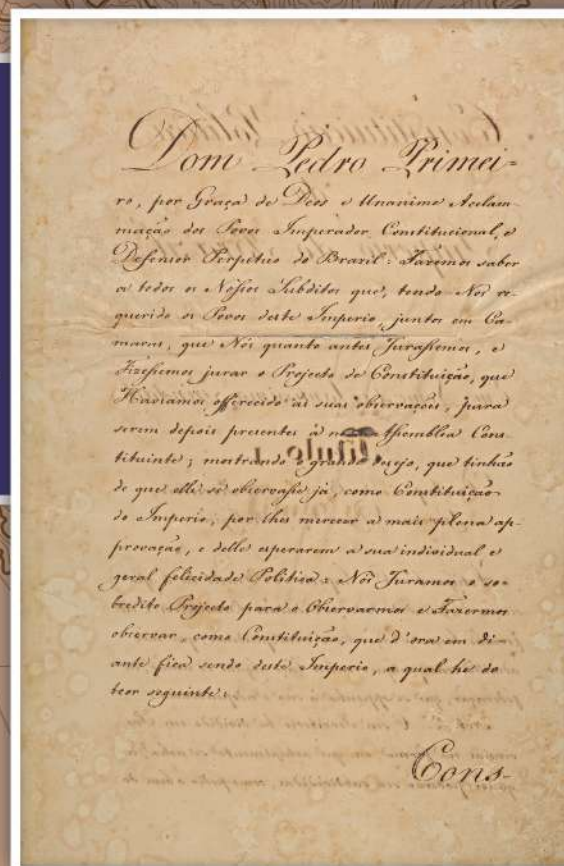 Dom Pedro Primei-
ro, por Graça de Deos e Unanime Acclam-
mação dos Povos Imperador Constitucional, e
Defensor Perpetuo do Brazil: Fazemos saber
a todos os Nossos Subditos que, tendo-Nos re-
querido os Povos deste Imperio, juntos em Ca-
maras, que Nós quanto antes Jurassemos, e
Fizessemos jurar o Projecto de Constituição, que
Haviamos offerecido ás suas observações, para
serem depois presentes á nova Assemblea Cons-
tituinte; mostrando o grande desejo, que tinhão
de que elle se observasse já, como Constituição
do Imperio, por lhes merecer a mais plena ap-
provação, e delle esperarem a sua individual e
geral felicidade Politica: Nós Juramos o so-
bredito Projecto para o Observarmos e Fazermos
observar, como Constituição, que d'ora em di-
ante fica sendo deste Imperio, a qual he do
teor seguinte:
Cons-